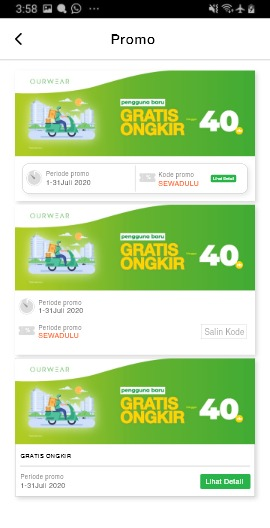 3:58
Promo
OURWEAR
pengguna baru
GRATIS
ONGKIR
40
Periode promo
1-31Juli 2020
Kode promo
SEWADULU
Lihat Detail
OURWEAR
pengguna baru
GRATIS
ONGKIR
40
Periode promo
1-31Juli 2020
Periode promo
SEWADULU
Salin Kode
OURWEAR
pengguna baru
GRATIS
ONGKIR
40
GRATIS ONGKIR
Periode promo
1-31Juli 2020
Lihat Detail